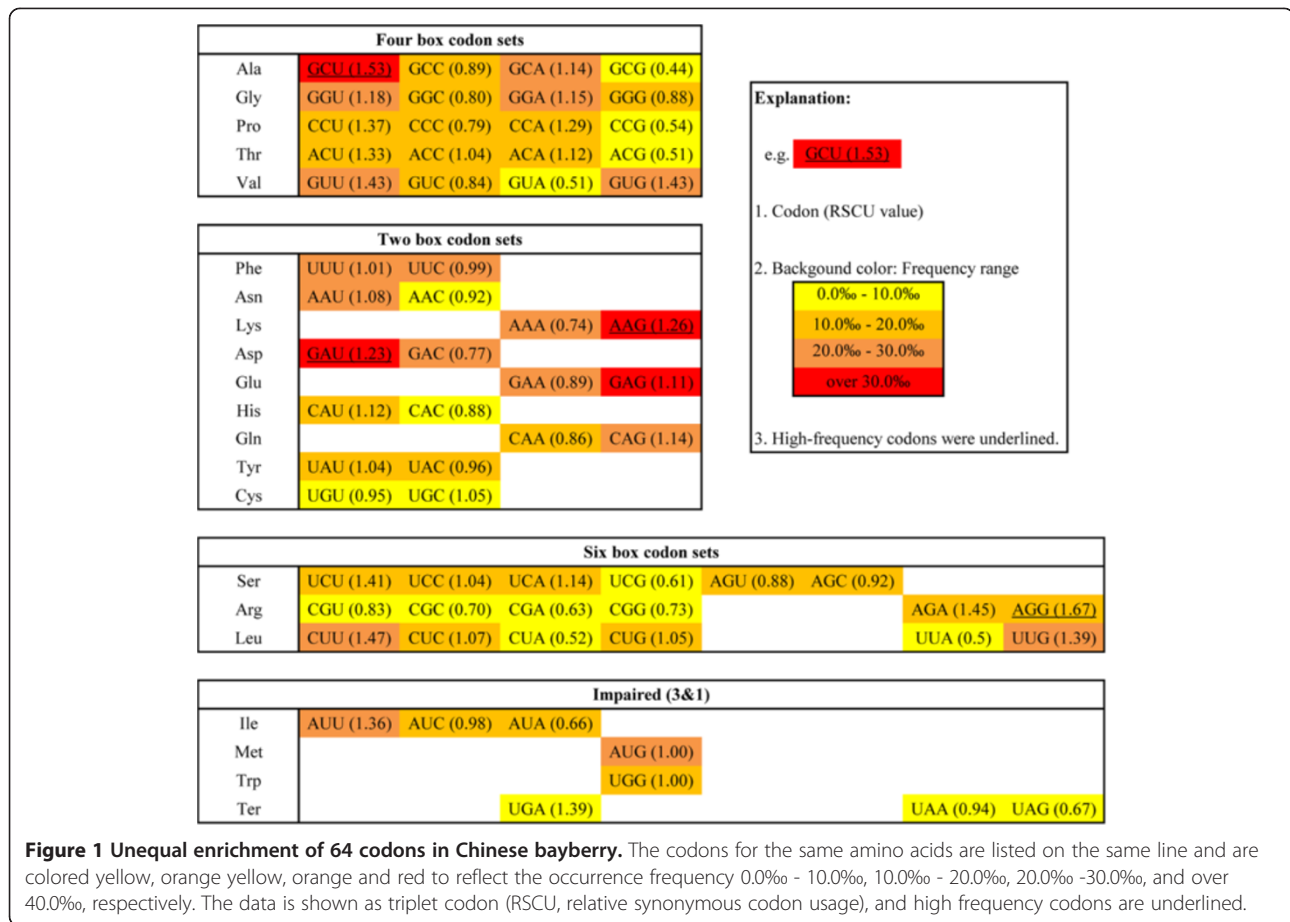 Four box codon sets
Ala GCU (1.53) GCC (0.89) GCA (1.14) GCG (0.44)
Gly GGU (1.18) GGC (0.80) GGA (1.15) GGG (0.88)
Pro CCU (1.37) CCC (0.79) CCA (1.29) CCG (0.54)
Thr ACU (1.33) ACC (1.04) ACA (1.12) ACG (0.51)
Val GUU (1.43) GUC (0.84) GUA (0.51) GUG (1.43)
Two box codon sets
Phe UUU (1.01) UUC (0.99)
Asn AAU (1.08) AAC (0.92)
Lys AAA (0.74) AAG (1.26)
Asp GAU (1.23) GAC (0.77)
Glu GAA (0.89) GAG (1.11)
His CAU (1.12) CAC (0.88)
Gln CAA (0.86) CAG (1.14)
Tyr UAU (1.04) UAC (0.96)
Cys UGU (0.95) UGC (1.05)
Explanation:
e.g. GCU (1.53)
1. Codon (RSCU value)
2. Backgound color: Frequency range
0.0‰ - 10.0‰
10.0‰ - 20.0‰
20.0‰ - 30.0‰
over 30.0‰
3. High-frequency codons were underlined.
Six box codon sets
Ser UCU (1.41) UCC (1.04) UCA (1.14) UCG (0.61) AGU (0.88) AGC (0.92)
Arg CGU (0.83) CGC (0.70) CGA (0.63) CGG (0.73) AGA (1.45) AGG (1.67)
Leu CUU (1.47) CUC (1.07) CUA (0.52) CUG (1.05) UUA (0.5) UUG (1.39)
Impaired (3&1)
Ile AUU (1.36) AUC (0.98) AUA (0.66)
Met AUG (1.00)
Trp UGG (1.00)
Ter UGA (1.39) UAA (0.94) UAG (0.67)
Figure 1 Unequal enrichment of 64 codons in Chinese bayberry. The codons for the same amino acids are listed on the same line and are
colored yellow, orange yellow, orange and red to reflect the occurrence frequency 0.0‰ - 10.0‰, 10.0‰ - 20.0‰, 20.0‰ -30.0‰, and over
40.0‰, respectively. The data is shown as triplet codon (RSCU, relative synonymous codon usage), and high frequency codons are underlined.